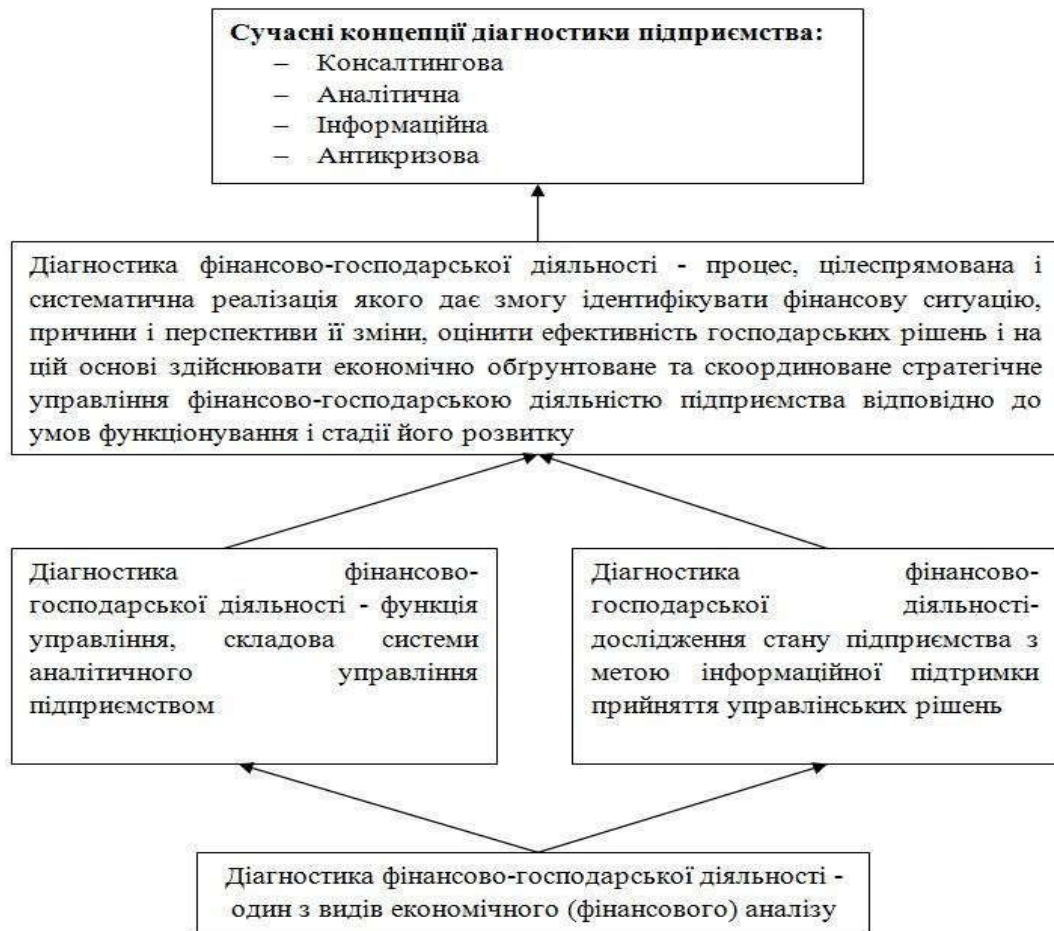 Сучасні концепції діагностики підприємства:
– Консалтингова
– Аналітична
– Інформаційна
– Антикризова
Діагностика фінансово-господарської діяльності - процес, цілеспрямована і
систематична реалізація якого дає змогу ідентифікувати фінансову ситуацію,
причини і перспективи її зміни, оцінити ефективність господарських рішень і на
цій основі здійснювати економічно обґрунтоване та скоординоване стратегічне
управління фінансово-господарською діяльністю підприємства відповідно до
умов функціонування і стадії його розвитку
Діагностика фінансово-
господарської діяльності - функція
управління, складова системи
аналітичного управління
підприємством
Діагностика фінансово-
господарської діяльності-
дослідження стану підприємства з
метою інформаційної підтримки
прийняття управлінських рішень
Діагностика фінансово-господарської діяльності -
один з видів економічного (фінансового) аналізу